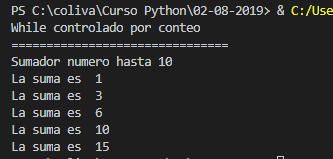 PS C:\coliva\Curso Python\02-08-2019> & C:/Use
While controlado por conteo
===============================
Sumador numero hasta 10
La suma es  1
La suma es  3
La suma es  6
La suma es  10
La suma es  15